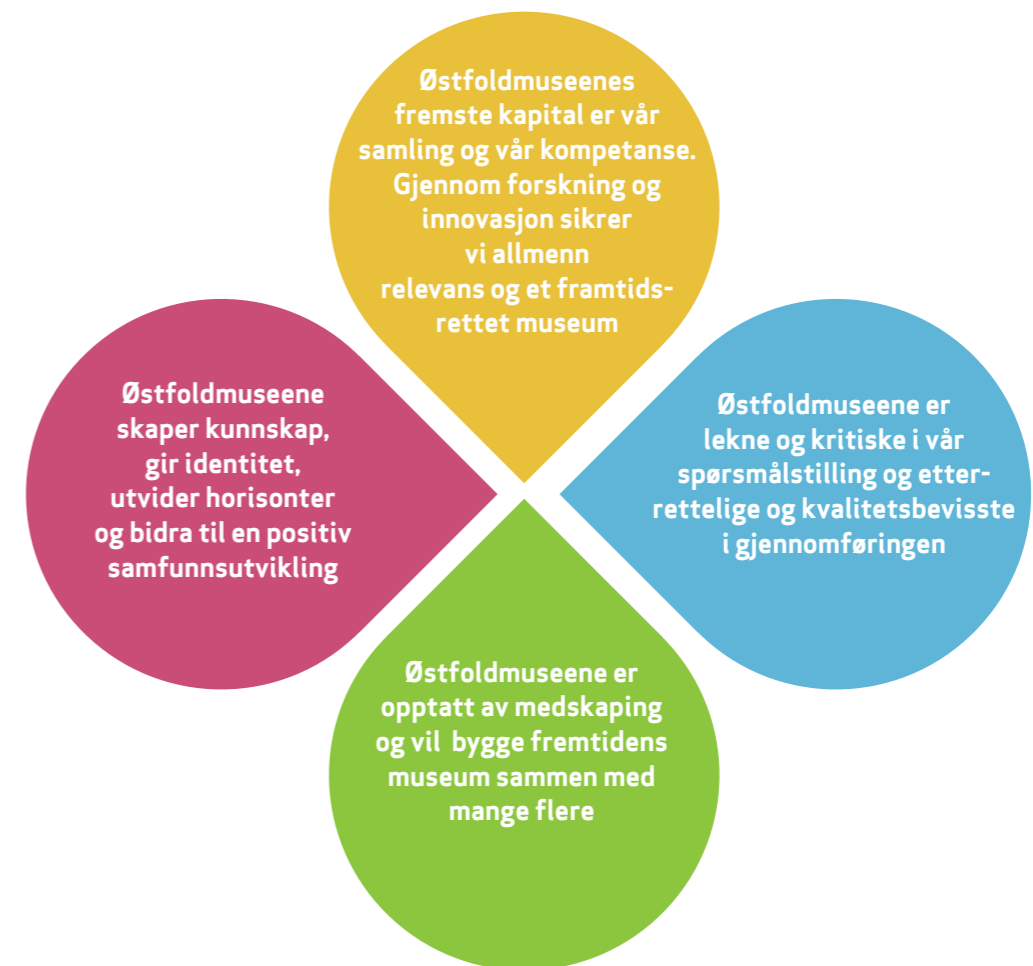 Østfoldmuseenes
fremste kapital er vår
samling og vår kompetanse.
Gjennom forskning og
innovasjon sikrer
vi allmenn
relevans og et framtids-
rettet museum
Østfoldmuseene
skaper kunnskap,
gir identitet,
utvider horisonter
og bidra til en positiv
samfunnsutvikling
Østfoldmuseene er
lekne og kritiske i vår
spørsmålstilling og etter-
rettelige og kvalitetsbevisste
i gjennomføringen
Østfoldmuseene er
opptatt av medskaping
og vil bygge fremtidens
museum sammen med
mange flere